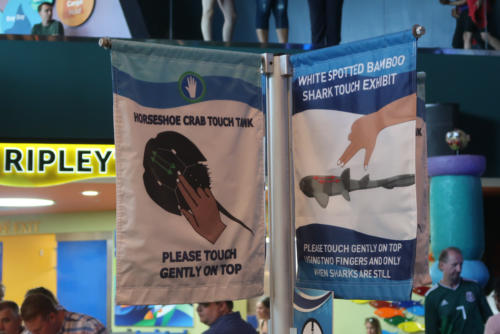 RIPLEY
HORSESHOE CRAB TOUCH TANK
PLEASE TOUCH
GENTLY ON TOP
WHITE SPOTTED BAMBOO
SHARK TOUCH EXHIBIT
PLEASE TOUCH GENTLY ON TOP
USING TWO FINGERS AND ONLY
WHEN SHARKS ARE STILL